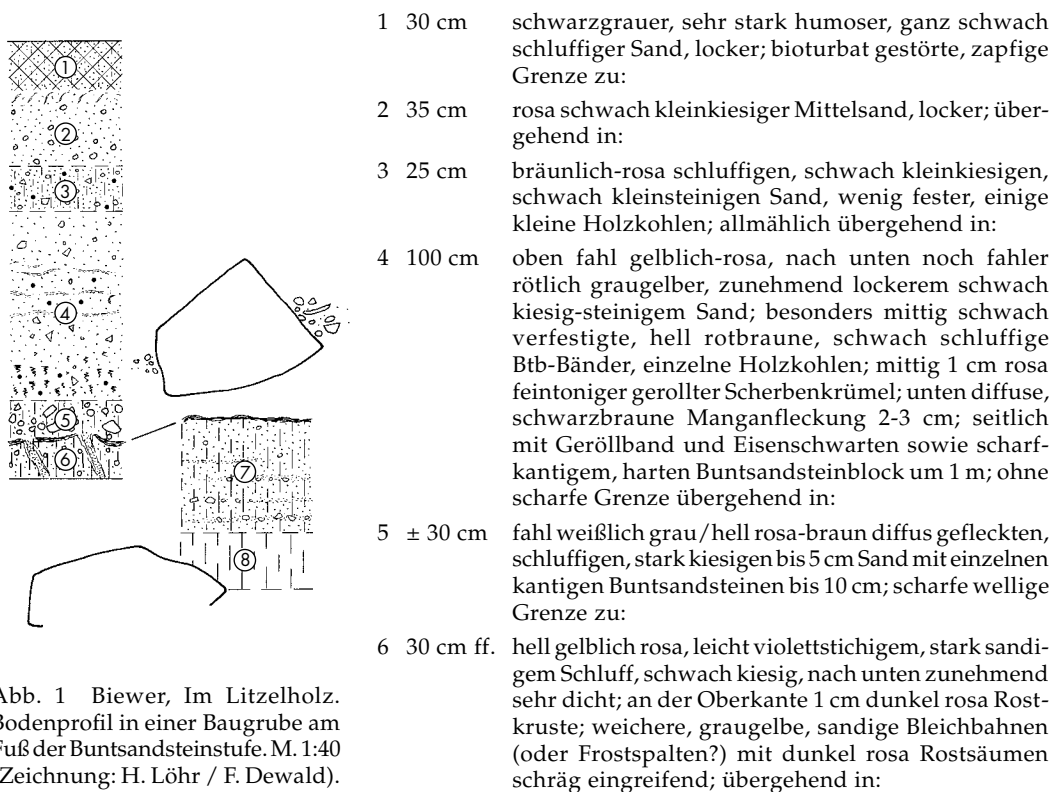 1 30 cm schwarzgrauer, sehr stark humoser, ganz schwach
schluffiger Sand, locker; bioturbat gestörte, zapfige
Grenze zu:
2 35 cm rosa schwach kleinkiesiger Mittelsand, locker; über-
gehend in:
3 25 cm bräunlich-rosa schluffigen, schwach kleinkiesigen,
schwach kleinsteinigen Sand, wenig fester, einige
kleine Holzkohlen; allmählich übergehend in:
4 100 cm oben fahl gelblich-rosa, nach unten noch fahler
rötlich graugelber, zunehmend lockerem schwach
kiesig-steinigem Sand; besonders mittig schwach
verfestigte, hell rotbraune, schwach schluffige
Btb-Bänder, einzelne Holzkohlen; mittig 1 cm rosa
feintoniger gerollter Scherbenkrümel; unten diffuse,
schwarzbraune Manganfleckung 2-3 cm; seitlich
mit Geröllband und Eisenschwarten sowie scharf-
kantigem, harten Buntsandsteinblock um 1 m; ohne
scharfe Grenze übergehend in:
5 ± 30 cm fahl weißlich grau/hell rosa-braun diffus gefleckten,
schluffigen, stark kiesigen bis 5 cm Sand mit einzelnen
kantigen Buntsandsteinen bis 10 cm; scharfe wellige
Grenze zu:
6 30 cm ff. hell gelblich rosa, leicht violettstichigem, stark sandi-
gem Schluff, schwach kiesig, nach unten zunehmend
sehr dicht; an der Oberkante 1 cm dunkel rosa Rost-
kruste; weichere, graugelbe, sandige Bleichbahnen
(oder Frostspalten?) mit dunkel rosa Rostsäumen
schräg eingreifend; übergehend in:
1
2
3
4
5
6
7
8
Abb. 1 Biewer, Im Litzelholz.
Bodenprofil in einer Baugrube am
Fuß der Buntsandsteinstufe. M. 1:40
(Zeichnung: H. Löhr / F. Dewald).